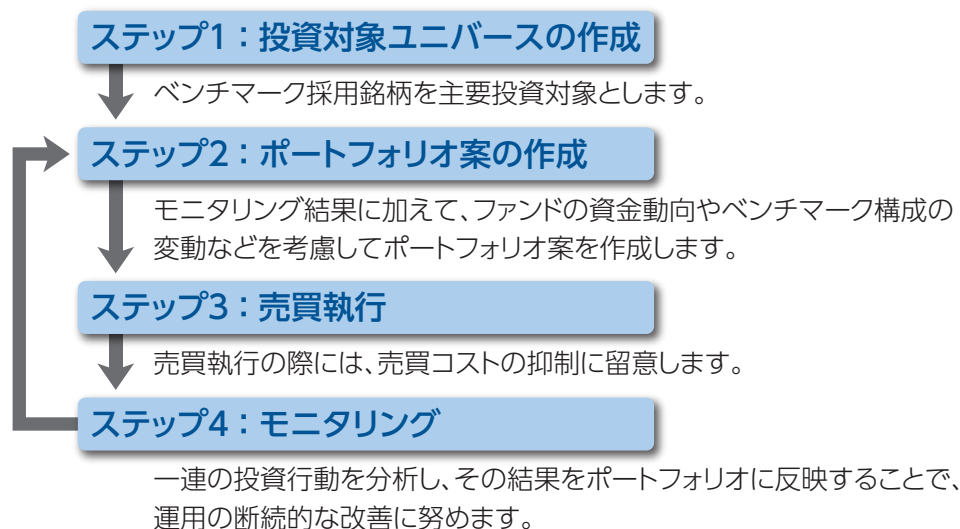 ステップ1：投資対象ユニバースの作成
ベンチマーク採用銘柄を主要投資対象とします。
ステップ2：ポートフォリオ案の作成
モニタリング結果に加えて、ファンドの資金動向やベンチマーク構成の
変動などを考慮してポートフォリオ案を作成します。
ステップ3：売買執行
売買執行の際には、売買コストの抑制に留意します。
ステップ4：モニタリング
一連の投資行動を分析し、その結果をポートフォリオに反映することで、
運用の断続的な改善に努めます。